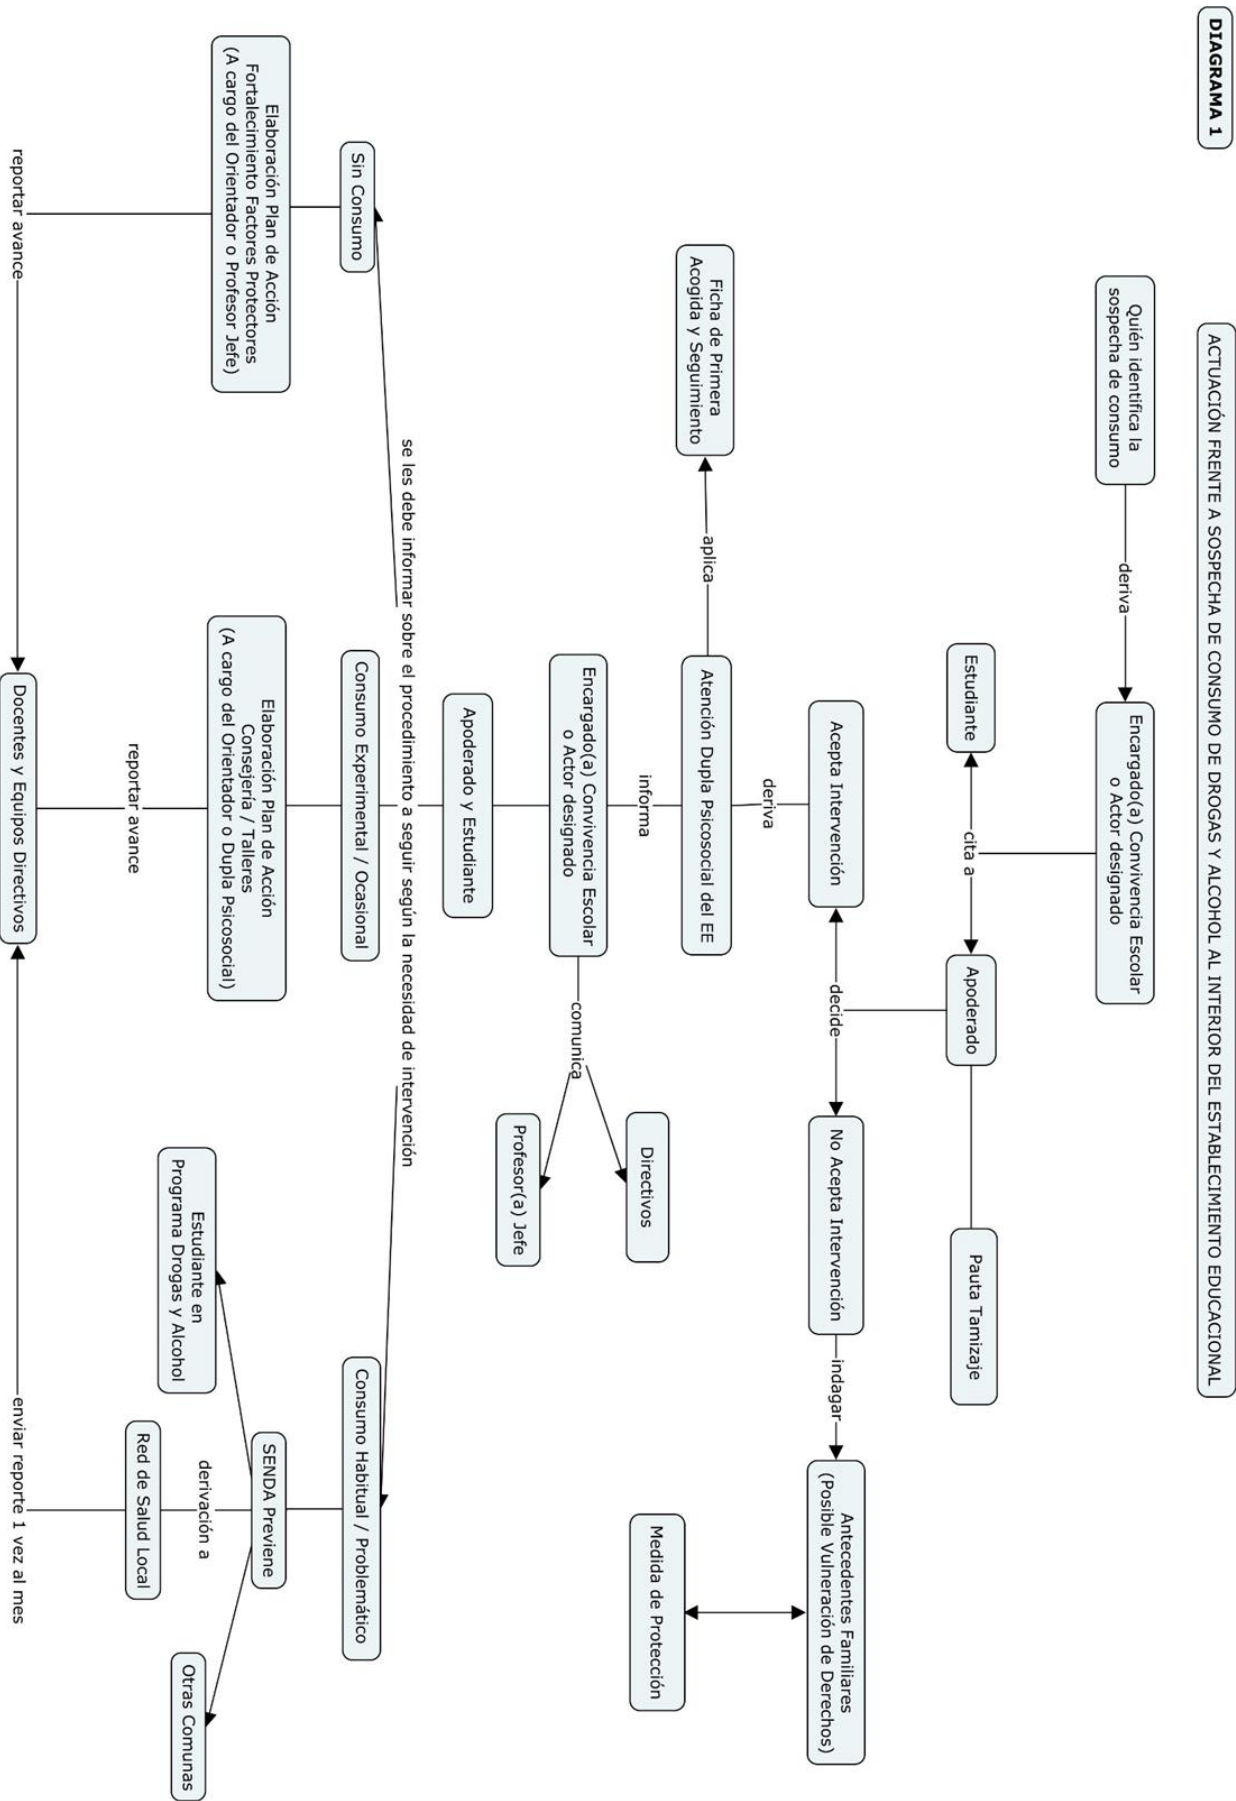 DIAGRAMA 1
ACTUACIÓN FRENTE A SOSPECHA DE CONSUMO DE DROGAS Y ALCOHOL AL INTERIOR DEL ESTABLECIMIENTO EDUCACIONAL
Quién identifica la
sospecha de consumo
deriva
Encargado(a) Convivencia Escolar
o Actor designado
Estudiante
cita a
Apoderado
Pauta Tamizaje
Acepta Intervención
decide
No Acepta Intervención
indagar
Antecedentes Familiares
(Posible Vulneración de Derechos)
deriva
Ficha de Primera
Acogida y Seguimiento
aplica
Atención Dupla Psicosocial del EE
Medida de Protección
informa
Directivos
Encargado(a) Convivencia Escolar
o Actor designado
comunica
Profesor(a) Jefe
Apoderado y Estudiante
se les debe informar sobre el procedimiento a seguir según la necesidad de intervención
Sin Consumo
Consumo Experimental / Ocasional
Consumo Habitual / Problemático
Elaboración Plan de Acción
Fortalecimiento Factores Protectores
(A cargo del Orientador o Profesor Jefe)
Elaboración Plan de Acción
Consejería / Talleres
(A cargo del Orientador o Dupla Psicosocial)
SENDA Previene
derivación a
Estudiante en
Programa Drogas y Alcohol
Red de Salud Local
Otras Comunas
reportar avance
reportar avance
Docentes y Equipos Directivos
enviar reporte 1 vez al mes